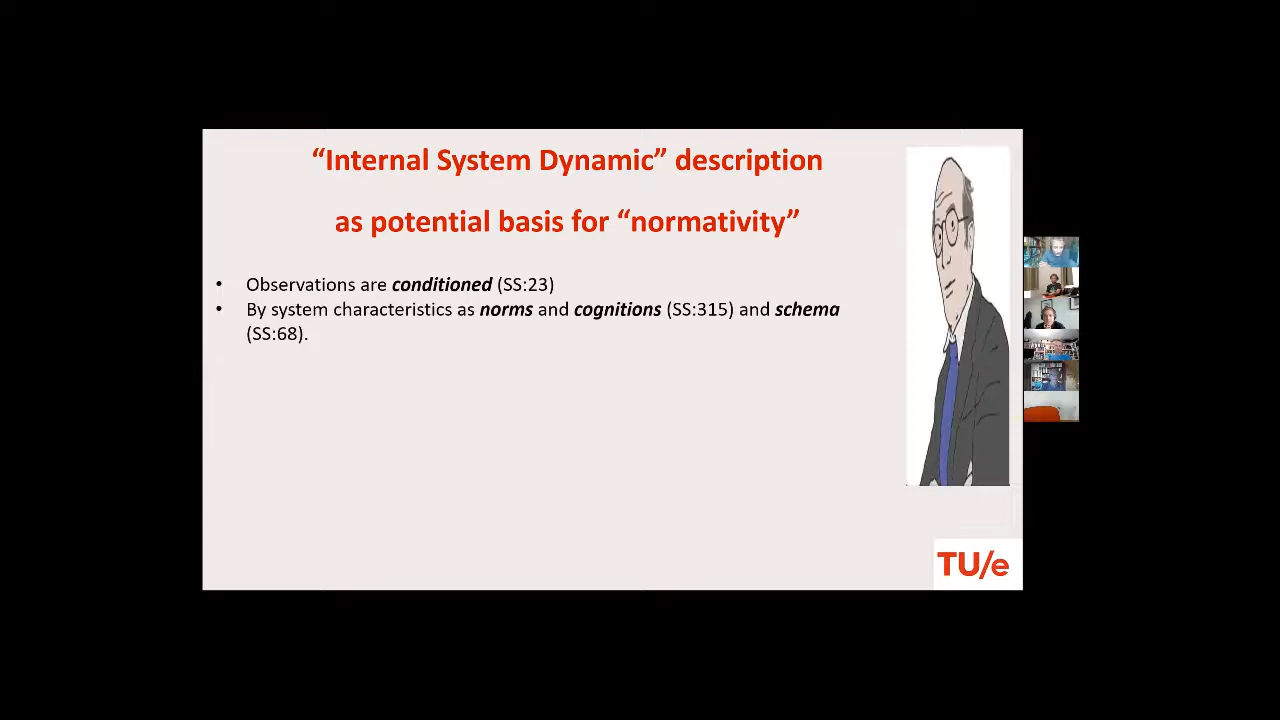 “Internal System Dynamic” description
as potential basis for “normativity”
• Observations are conditioned (SS:23)
• By system characteristics as norms and cognitions (SS:315) and schema
(SS:68).
TU/e